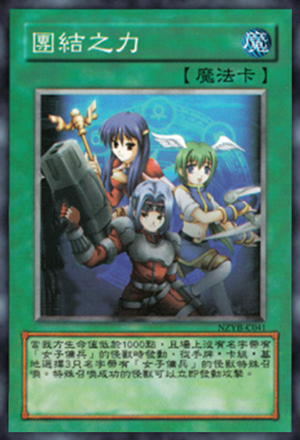 團結之力
魔
【魔法卡】
NZYB-C041
當我方生命值低於1000點，且場上沒有名字帶有
「女子傭兵」的怪獸時發動，從手牌、卡組、墓
地選擇3只名字帶有「女子傭兵」的怪獸特殊召
喚。特殊召喚成功的怪獸可以立即發動攻擊。